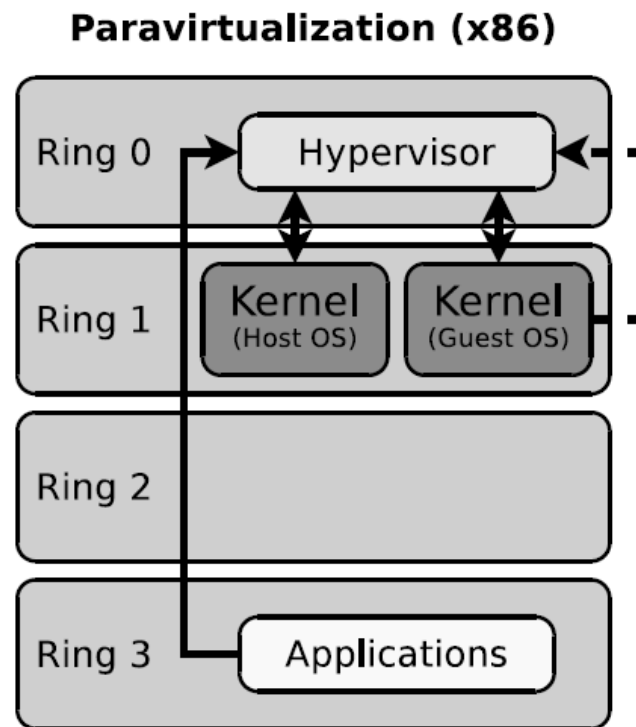 Paravirtualization (x86)
Ring 0
Hypervisor
Ring 1
Kernel
(Host OS)
Kernel
(Guest OS)
Ring 2
Ring 3
Applications